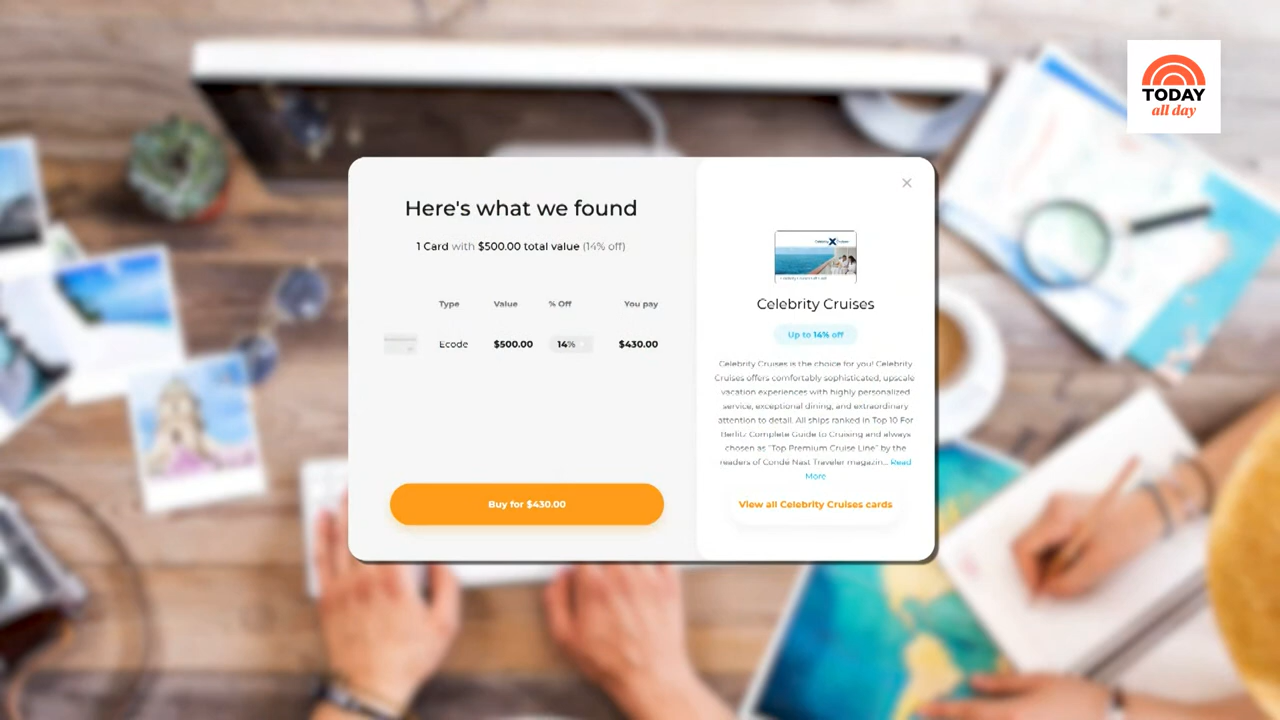 TODAY
all day
Here's what we found
1 Card with $500.00 total value (14% off)
Type Value % Off You pay
Ecode $500.00 14% $430.00
Buy for $430.00
Celebrity Cruises
Up to 14% off
Celebrity Cruises is the choice for you! Celebrity
Cruises offers comfortably sophisticated, upscale
vacation experiences with highly personalized
service, exceptional dining, and extraordinary
attention to detail. All ships ranked in Top 10 For
Berlitz Complete Guide to Cruising and always
chosen as "Top Premium Cruise Line" by the
readers of Condé Nast Traveler magazin... Read
More
View all Celebrity Cruises cards